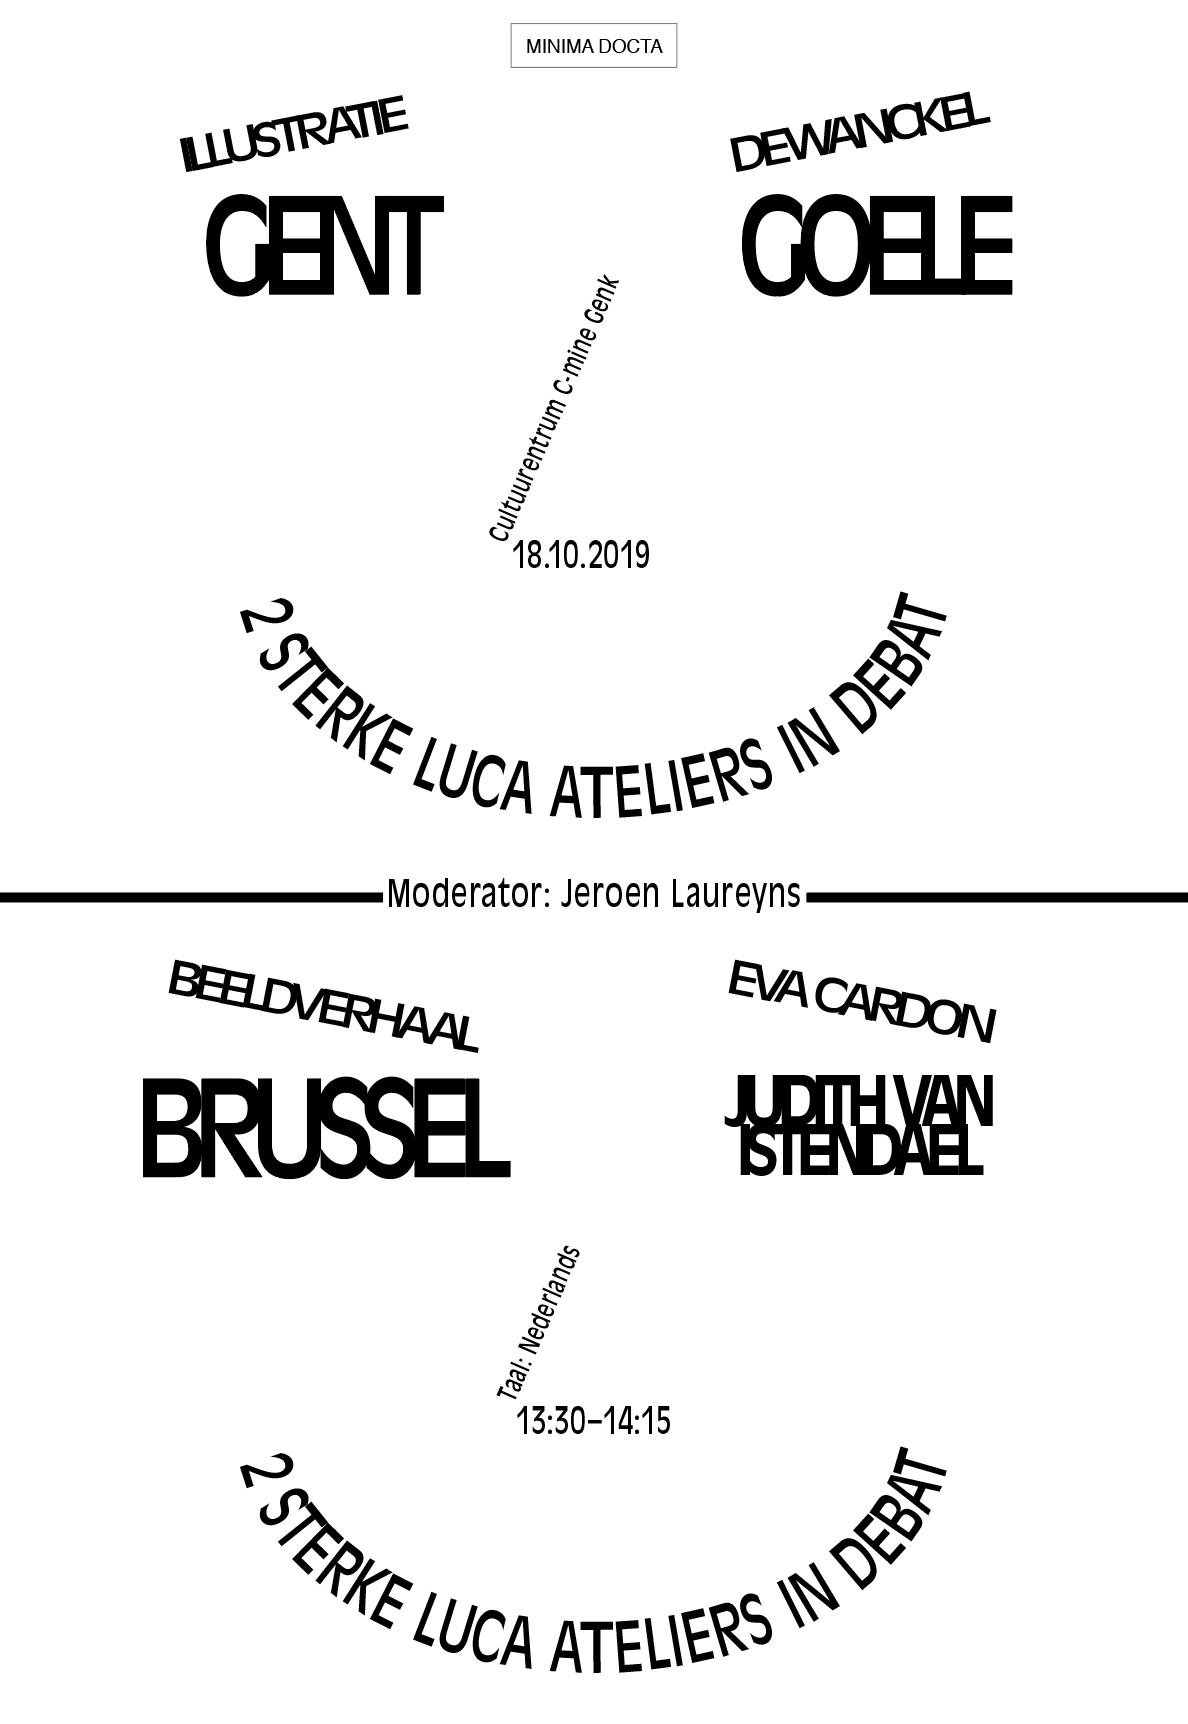 MINIMA DOCTA
ILLUSTRATIE
GENT
DEWANCKEL
GOELE
Cultuurentrum C-mine Genk
18.10.2019
2 STERKE LUCA ATELIERS IN DEBAT
Moderator: Jeroen Laureyns
BEELDVERHAAL
BRUSSEL
EVA CARDON
JUDITH VAN
ISTENDAEL
Taal: Nederlands
13:30–14:15
2 STERKE LUCA ATELIERS IN DEBAT